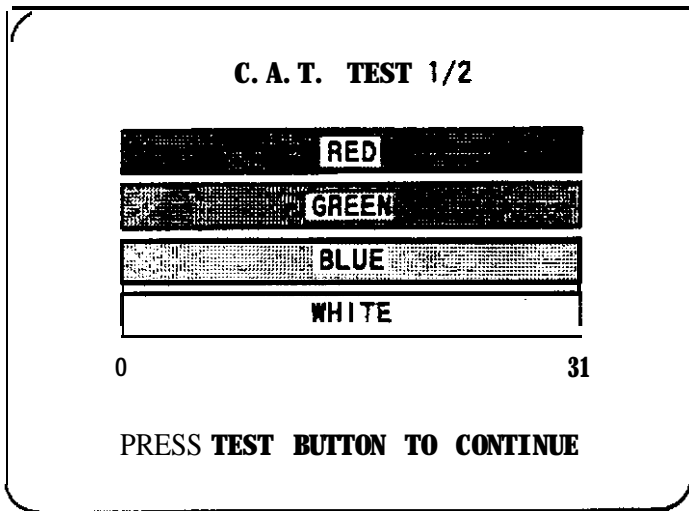 C. A. T. TEST 1/2
RED
GREEN
BLUE
WHITE
0 31
PRESS TEST BUTTON TO CONTINUE